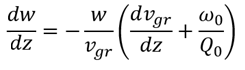 dw/dz = −w/v_gr (dv_gr/dz + ω_0/Q_0)